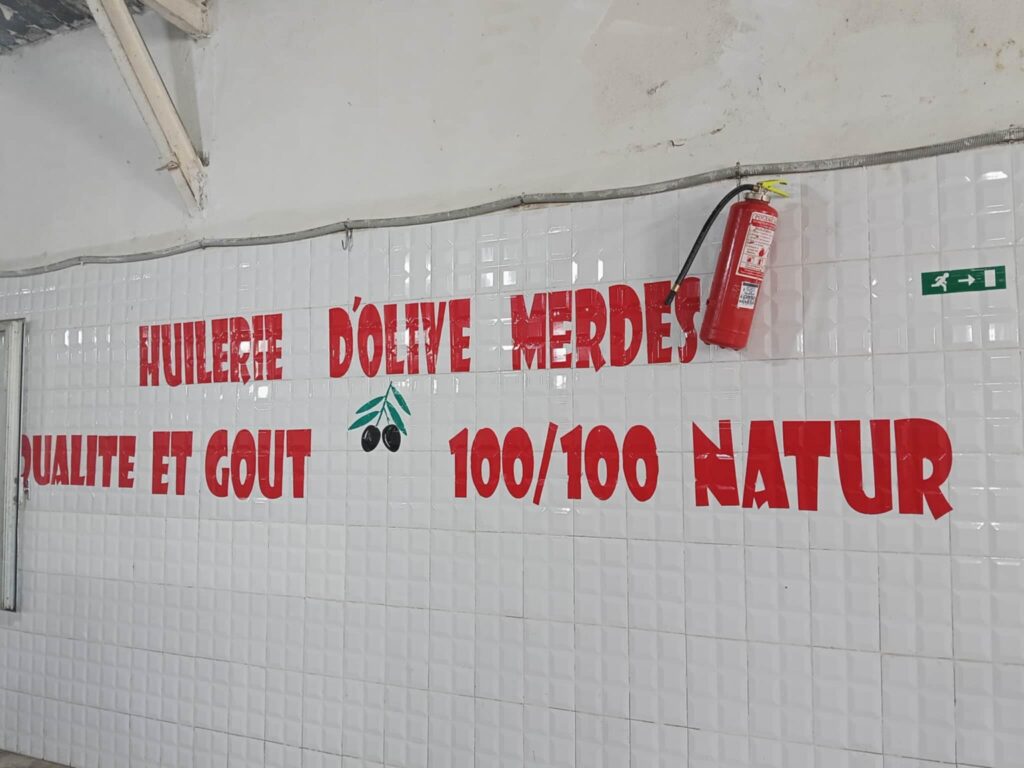 HUILERIE D'OLIVE MERDES
QUALITE ET GOUT 100/100 NATUR